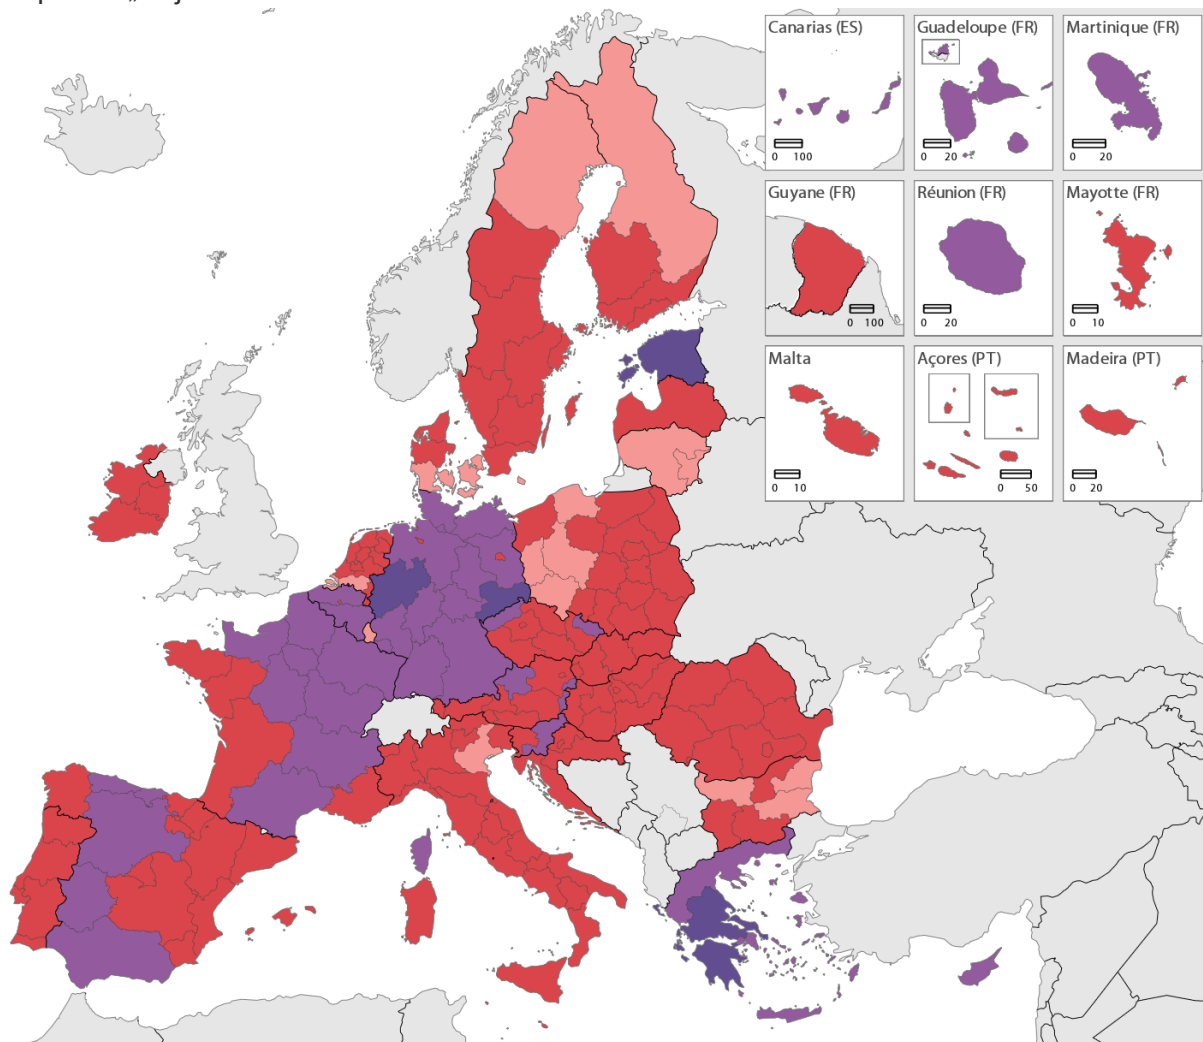 Canarias (ES)
0 100
Guadeloupe (FR)
0 20
Martinique (FR)
0 20
Guyane (FR)
0 100
Réunion (FR)
0 20
Mayotte (FR)
0 10
Malta
0 10
Açores (PT)
0 50
Madeira (PT)
0 20